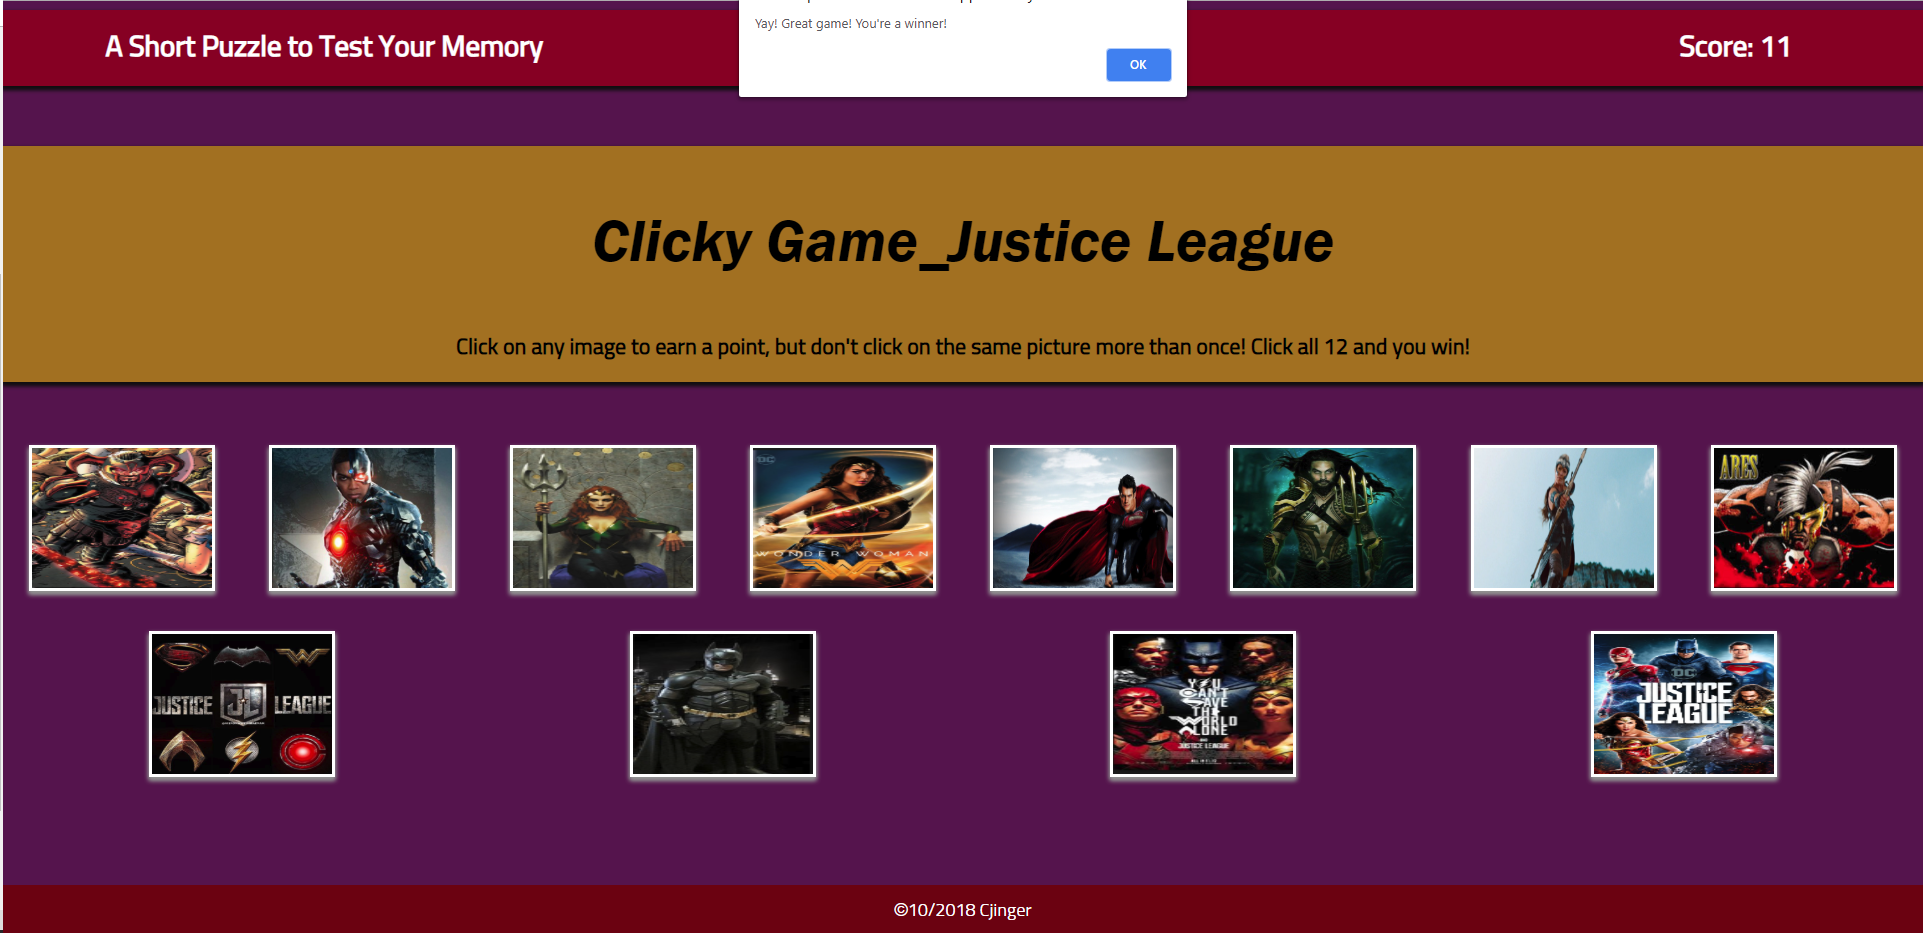 Yay! Great game! You're a winner!
OK
A Short Puzzle to Test Your Memory
Score: 11
Clicky Game_Justice League
Click on any image to earn a point, but don't click on the same picture more than once! Click all 12 and you win!
DC
WONDER WOMAN
ARES
JUSTICE LEAGUE
YOU
CAN'T
SAVE
THE
WORLD
ALONE
JUSTICE LEAGUE
DC
JUSTICE
LEAGUE
©10/2018 Cjinger